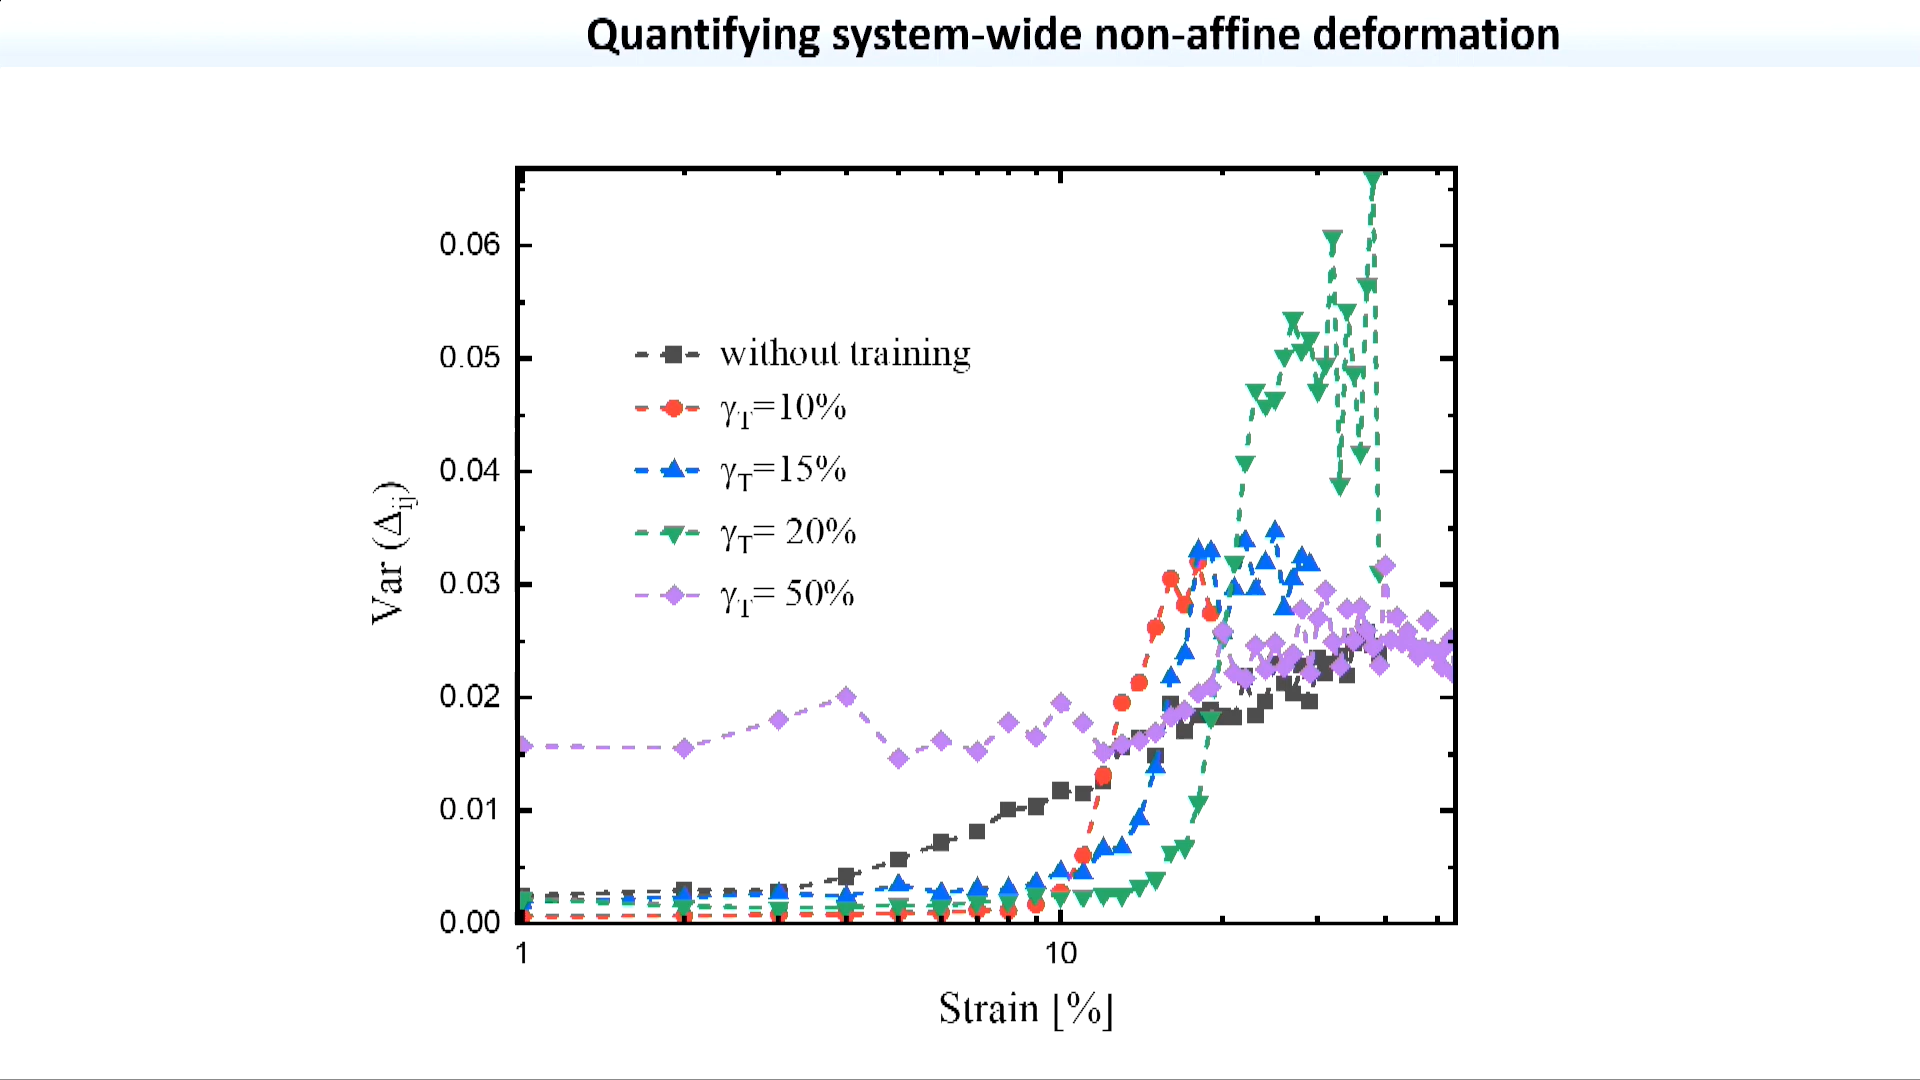 Quantifying system-wide non-affine deformation
0.06
0.05
0.04
0.03
0.02
0.01
0.00
Var (Δij)
without training
γT=10%
γT=15%
γT= 20%
γT= 50%
1
10
Strain [%]